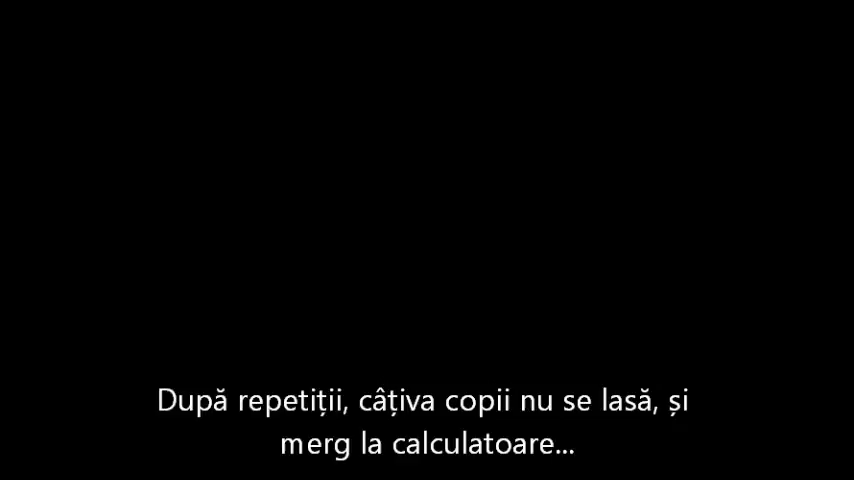 După repetiții, câțiva copii nu se lasă, și
merg la calculatoare...